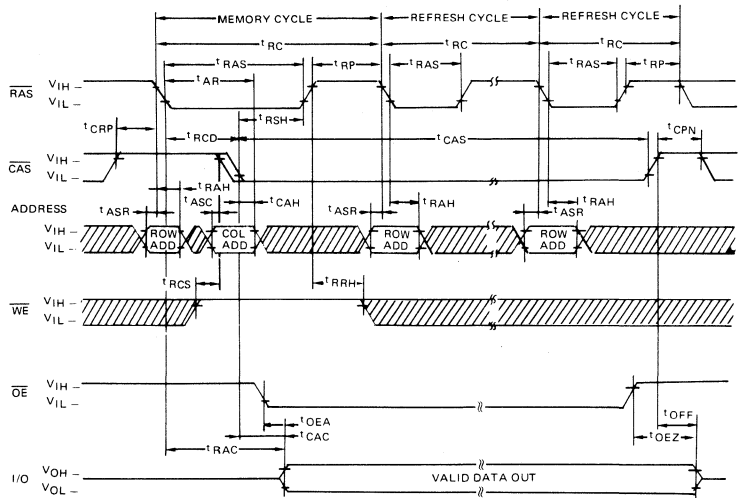 MEMORY CYCLE REFRESH CYCLE REFRESH CYCLE
tRC tRC tRC
tRAS tRP tRAS tRAS tRP
tAR
RAS VIH
VIL
tRSH
tCRP tRCD tCAS tCPN
CAS VIH
VIL
tRAH tCAH tRAH tRAH
tASC
ADDRESS tASR tASR tASR
VIH ROW ADD COL ADD ROW ADD ROW ADD
VIL
tRCS tRRH
WE VIH
VIL
OE VIH
VIL
tOEA tOFF
tCAC tOEZ
tRAC
I/O VOH
VOL VALID DATA OUT